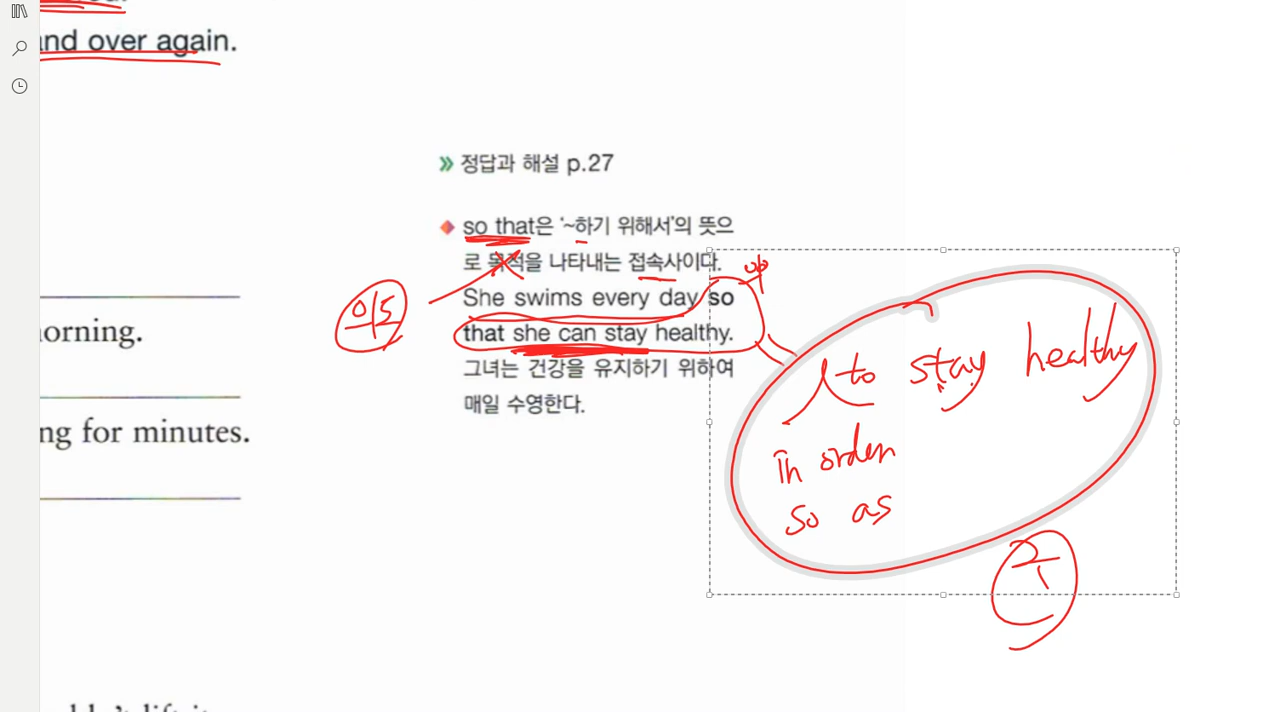 and over again.
» 정답과 해설 p.27
so that은 '~하기 위해서'의 뜻으
로 목적을 나타내는 접속사이다.
She swims every day so
that she can stay healthy.
그녀는 건강을 유지하기 위하여
매일 수영한다.
orning.
ng for minutes.
to stay healthy
in order
so as